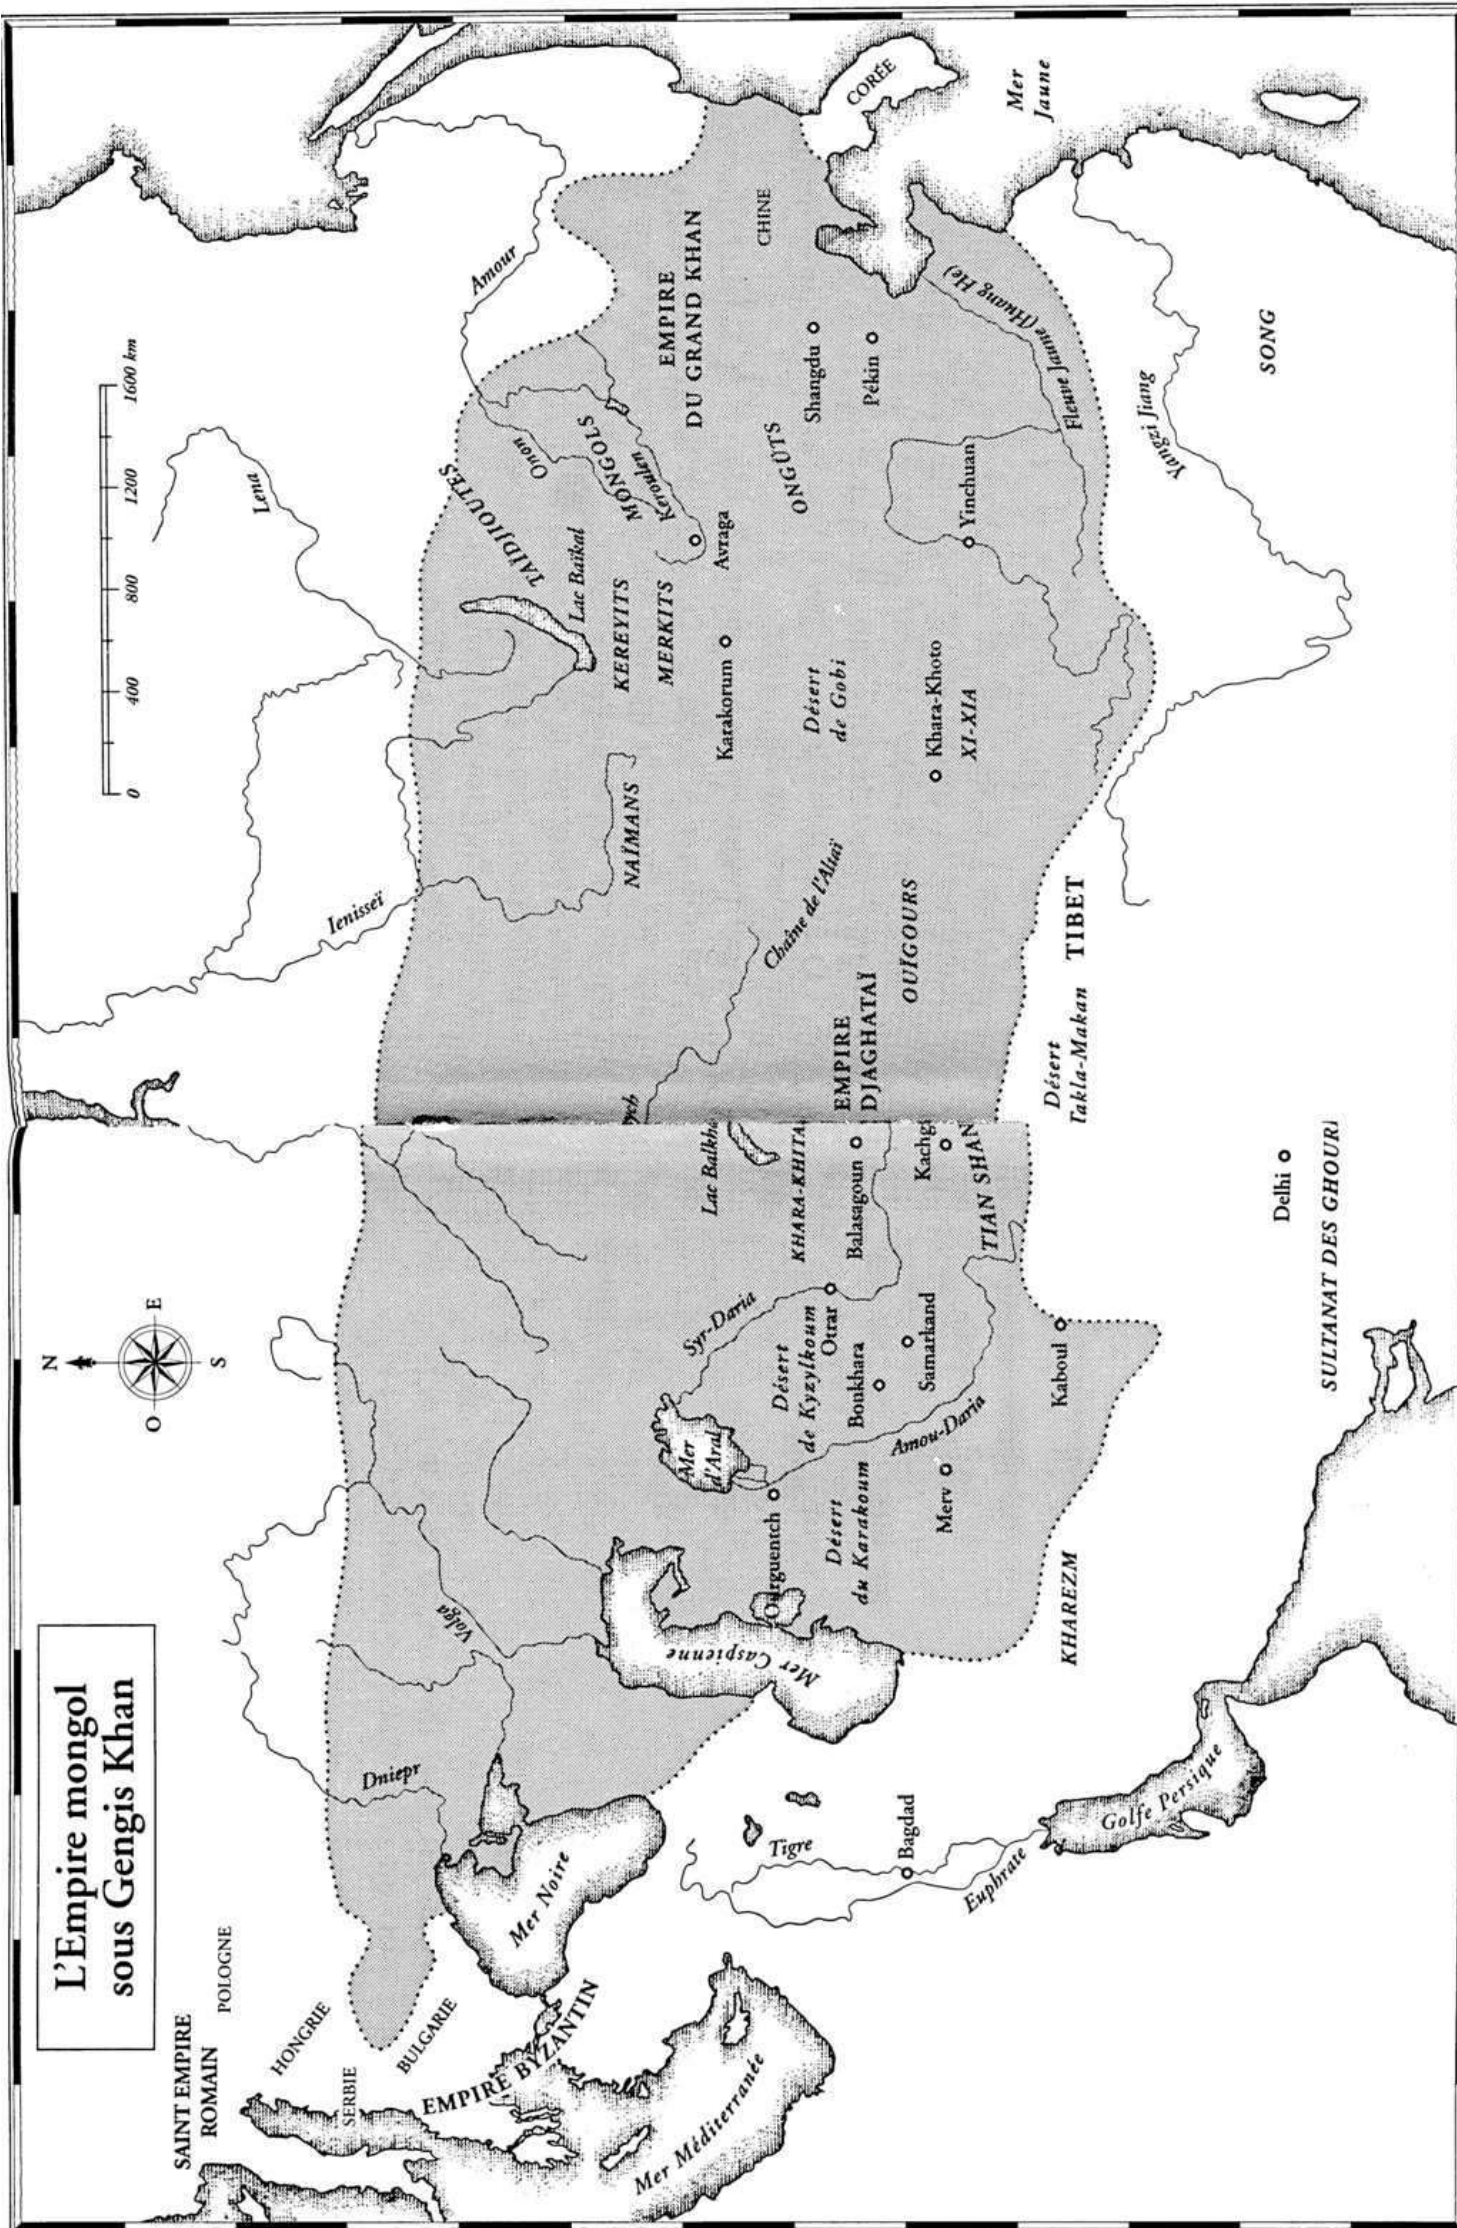 L'Empire mongol
sous Gengis Khan
SAINT EMPIRE
ROMAIN
POLOGNE
HONGRIE
SERBIE
BULGARIE
EMPIRE BYZANTIN
Mer Méditerranée
Mer Noire
Dniepr
Volga
Mer Caspienne
Tigre
Bagdad
Euphrate
Golfe Persique
N
O
E
S
Mer
d'Aral
Ourguentch
Désert
du Karakoum
Merv
KHAREZM
Syr-Daria
Désert
de Kyzylkoum
Otrar
Boukhara
Samarkand
Amou-Daria
Kaboul
Lac Balkh
KHARA-KHITA
Balasagoun
Kachg
TIAN SHAN
Delhi
SULTANAT DES GHOURI
EMPIRE
DJAGHATAÏ
Désert
Takla-Makan
TIBET
OUÏGOURS
Chaîne de l'Altaï
Ienisseï
NAÏMANS
0
400
800
1200
1600 km
Lena
Lac Baïkal
TAÏDJIOUTES
KEREYITS
MERKITS
Karakorum
Avraga
Onon
MONGOLS
Keroulen
Amour
EMPIRE
DU GRAND KHAN
CHINE
Désert
de Gobi
ONGÜTS
Shangdu
Pékin
Khara-Khoto
XI-XIA
Yinchuan
Fleuve Jaune (Huang He)
Yangzi Jiang
SONG
CORÉE
Mer
Jaune